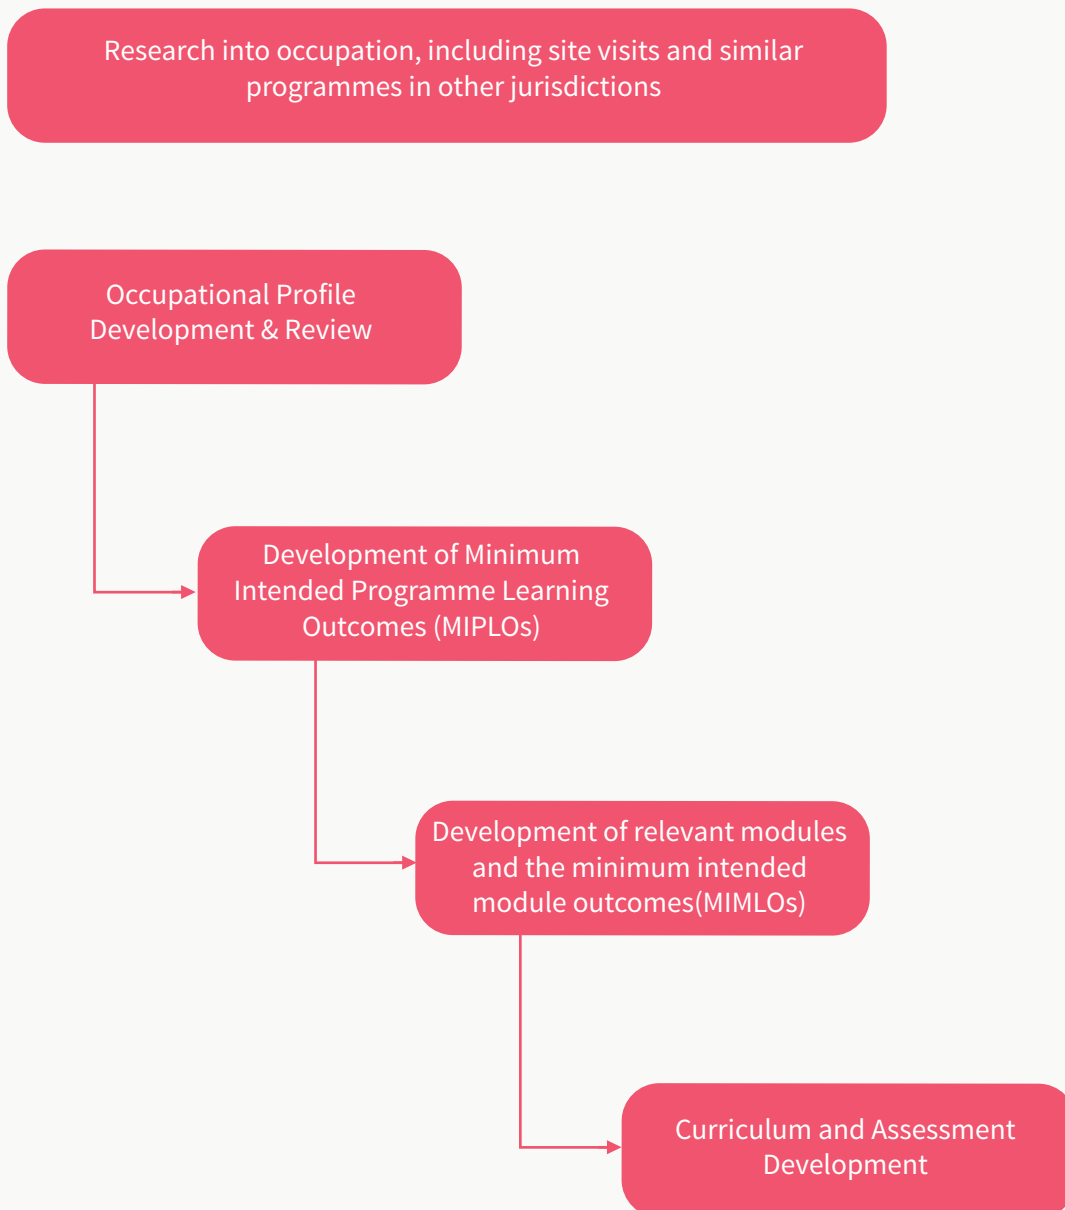 Research into occupation, including site visits and similar
programmes in other jurisdictions
Occupational Profile
Development & Review
Development of Minimum
Intended Programme Learning
Outcomes (MIPLOs)
Development of relevant modules
and the minimum intended
module outcomes(MIMLOs)
Curriculum and Assessment
Development